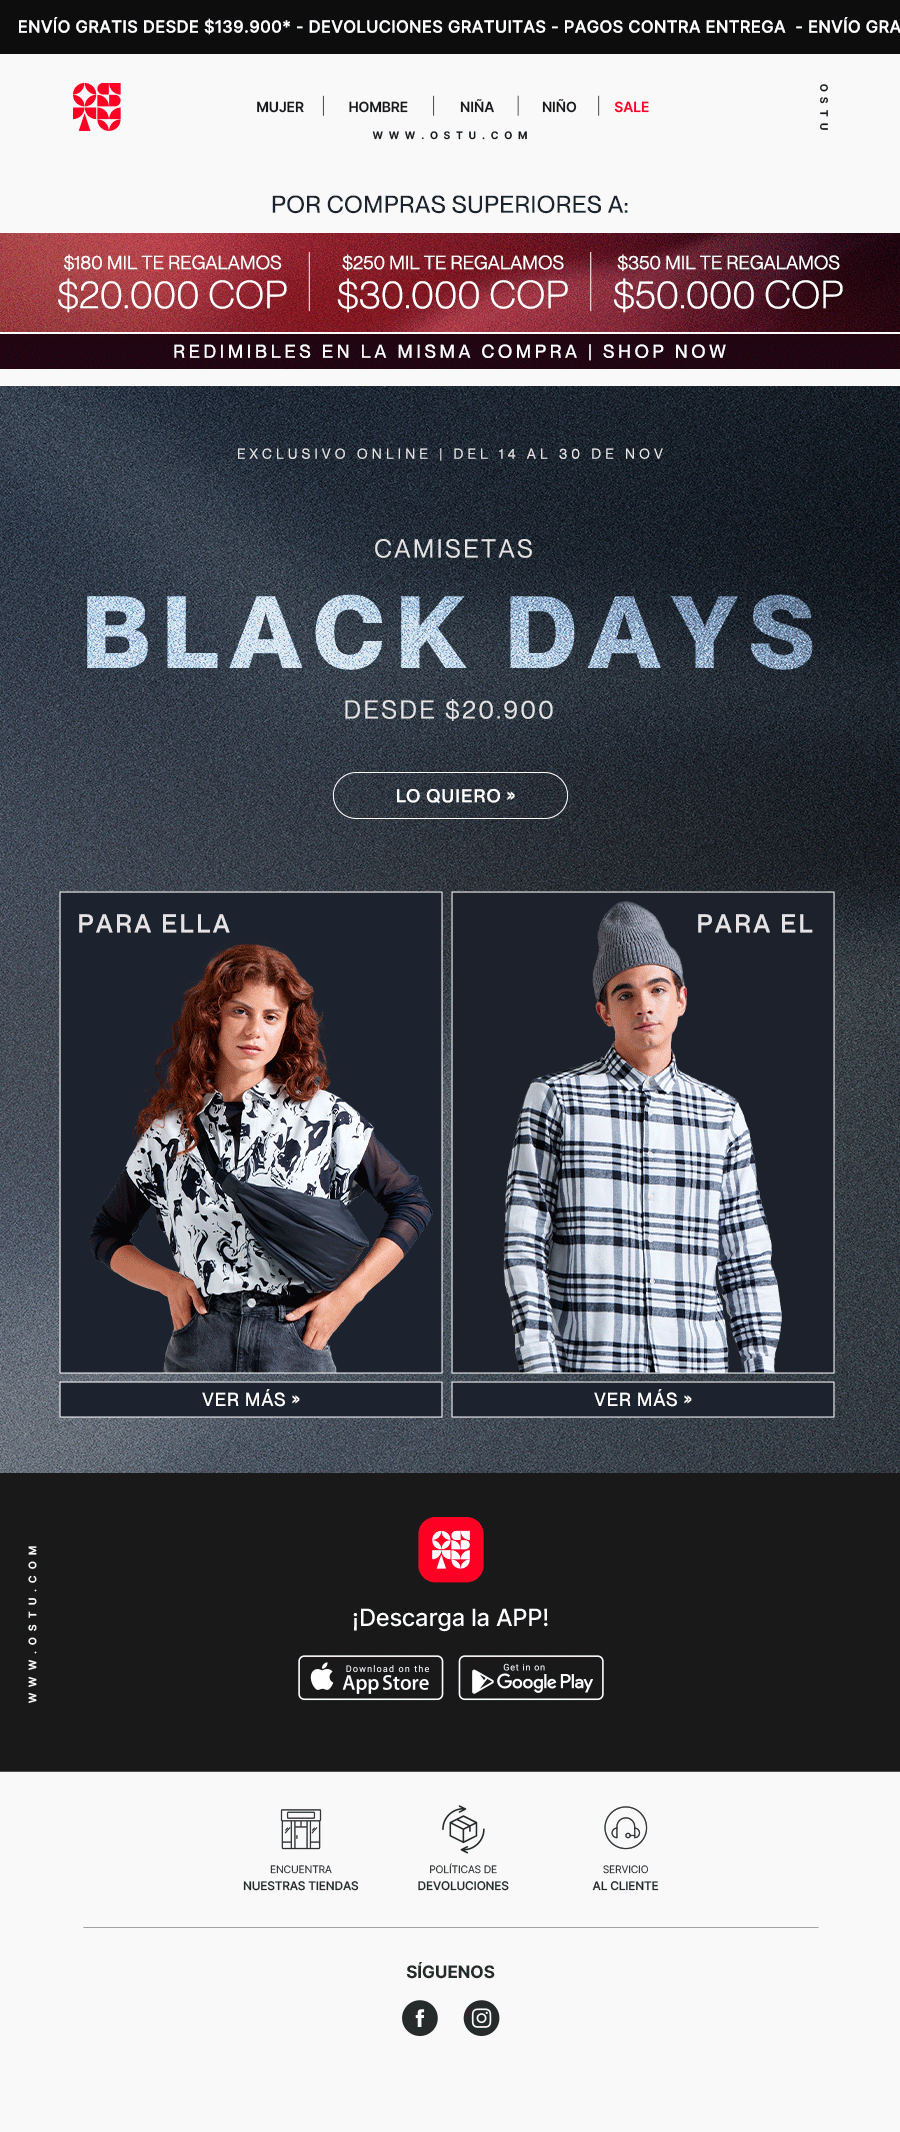 ENVÍO GRATIS DESDE $139.900* - DEVOLUCIONES GRATUITAS - PAGOS CONTRA ENTREGA - ENVÍO GRA
OSTU
MUJER HOMBRE NIÑA NIÑO SALE
WWW.OSTU.COM
OSTU
POR COMPRAS SUPERIORES A:
$180 MIL TE REGALAMOS
$20.000 COP
$250 MIL TE REGALAMOS
$30.000 COP
$350 MIL TE REGALAMOS
$50.000 COP
REDIMIBLES EN LA MISMA COMPRA | SHOP NOW
EXCLUSIVO ONLINE | DEL 14 AL 30 DE NOV
CAMISETAS
BLACK DAYS
DESDE $20.900
LO QUIERO »
PARA ELLA
PARA EL
VER MÁS »
VER MÁS »
OSTU
WWW.OSTU.COM
¡Descarga la APP!
Download on the
App Store
Get in on
Google Play
ENCUENTRA
NUESTRAS TIENDAS
POLÍTICAS DE
DEVOLUCIONES
SERVICIO
AL CLIENTE
SÍGUENOS